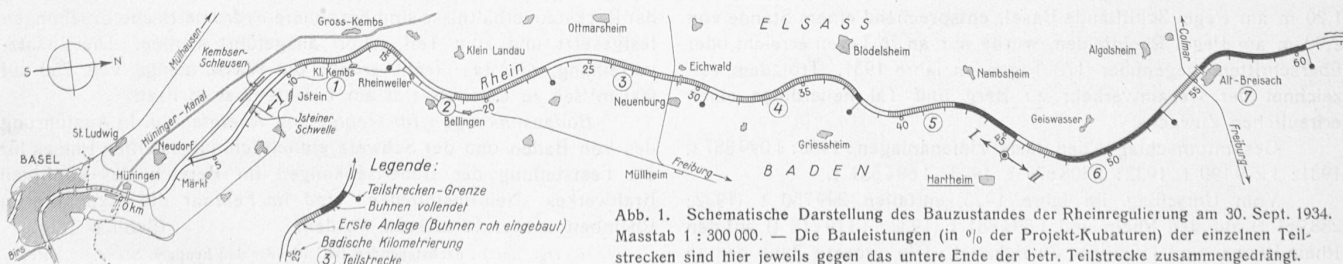 Gross-Kembs
Mülhausen
Kembser-
Schleusen
S
N
Hüninger-Kanal
St. Ludwig
BASEL
Neudorf
Hüningen
Märkt
0 km
Birs
5
Istein
Jsteiner
Schwelle
Kl. Kembs
1
Rheinweiler
15
Klein Landau
2
20
Bellingen
Rhein
Ottmarsheim
25
3
Neuenburg
Eichwald
30
Müllheim
Freiburg
ELSASS
BADEN
4
35
Blodelsheim
Griessheim
40
5
Nambsheim
I
45
II
Hartheim
Geiswasser
Algolsheim
50
6
Colmar
55
Alt-Breisach
7
Freiburg
60
Legende:
Teilstrecken-Grenze
Buhnen vollendet
Erste Anlage (Buhnen roh eingebaut)
Badische Kilometrierung
25
3 Teilstrecke
Abb. 1. Schematische Darstellung des Bauzustandes der Rheinregulierung am 30. Sept. 1934.
Masstab 1 : 300 000. — Die Bauleistungen (in % der Projekt-Kubaturen) der einzelnen Teil-
strecken sind hier jeweils gegen das untere Ende der betr. Teilstrecke zusammengedrängt.